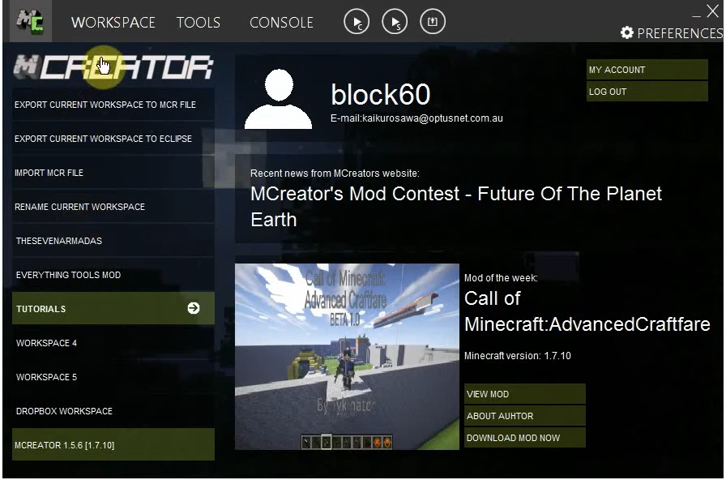 WORKSPACE TOOLS CONSOLE
PREFERENCES
MCREATOR
EXPORT CURRENT WORKSPACE TO MCR FILE
EXPORT CURRENT WORKSPACE TO ECLIPSE
IMPORT MCR FILE
RENAME CURRENT WORKSPACE
THESEVENARMADAS
EVERYTHING TOOLS MOD
TUTORIALS
WORKSPACE 4
WORKSPACE 5
DROPBOX WORKSPACE
MCREATOR 1.5.6 [1.7.10]
block60
E-mail:kaikurosawa@optusnet.com.au
MY ACCOUNT
LOG OUT
Recent news from MCreators website:
MCreator's Mod Contest - Future Of The Planet
Earth
Call of Minecraft:
Advanced Craftfare
BETA 1.0
Mod of the week:
Call of
Minecraft:AdvancedCraftfare
Minecraft version: 1.7.10
VIEW MOD
ABOUT AUHTOR
DOWNLOAD MOD NOW